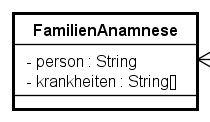 FamilienAnamnese
- person : String
- krankheiten : String[]